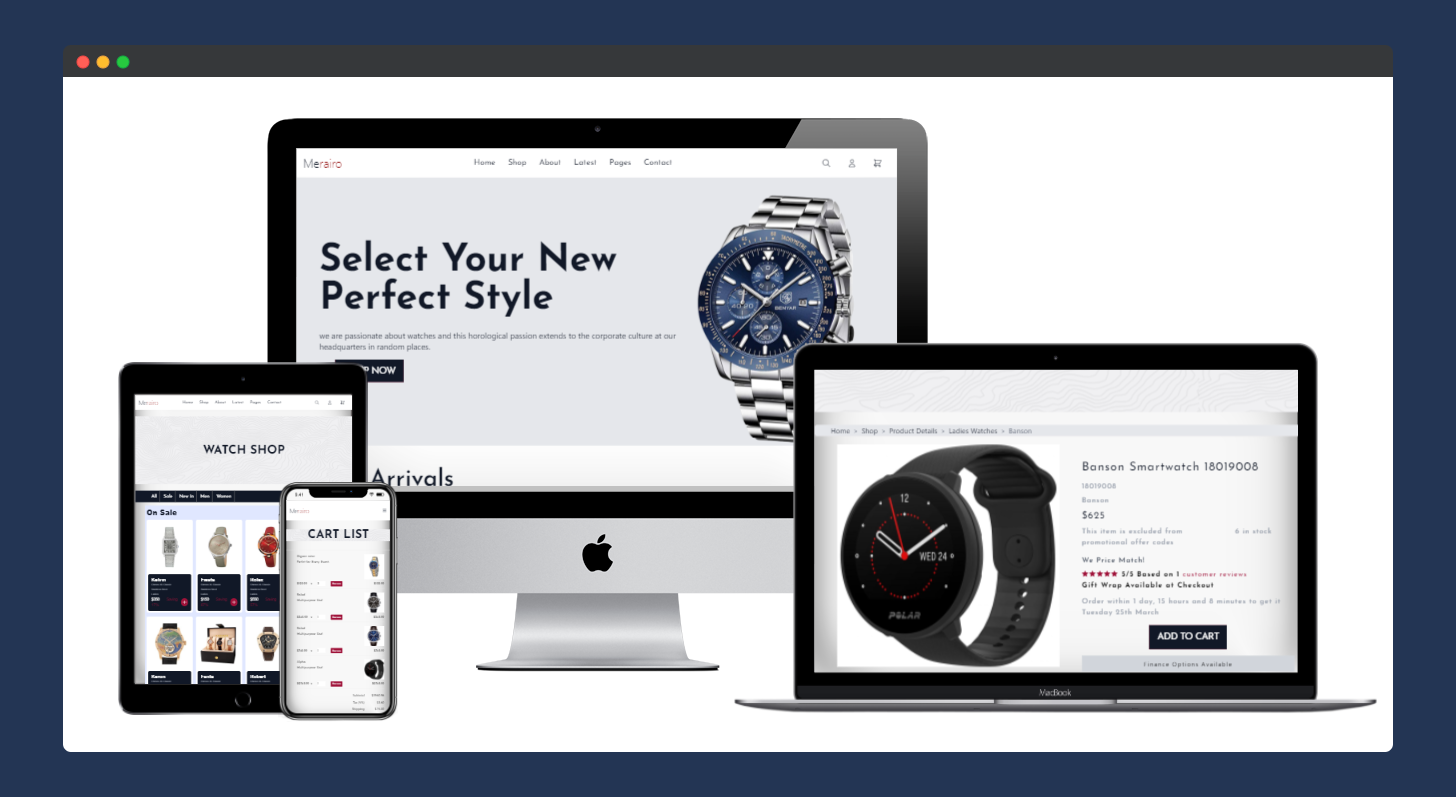 Merairo
Home Shop About Latest Pages Contact
Select Your New
Perfect Style
we are passionate about watches and this horological passion extends to the corporate culture at our
headquarters in random places.
NOW
Arrivals
TACHYMETRE
BENYAR
Merairo
Home Shop About Latest Pages Contact
WATCH SHOP
All Sale New In Men Women
On Sale
CART LIST
Merairo
Home > Shop > Product Details > Ladies Watches > Banson
Banson Smartwatch 18019008
18019008
Banson
$625
This item is excluded from
promotional offer codes
6 in stock
We Price Match!
★★★★★ 5/5 Based on 1 customer reviews
Gift Wrap Available at Checkout
Order within 1 day, 15 hours and 8 minutes to get it
Tuesday 25th March
ADD TO CART
Finance Options Available
12
WED 24
POLAR
MacBook